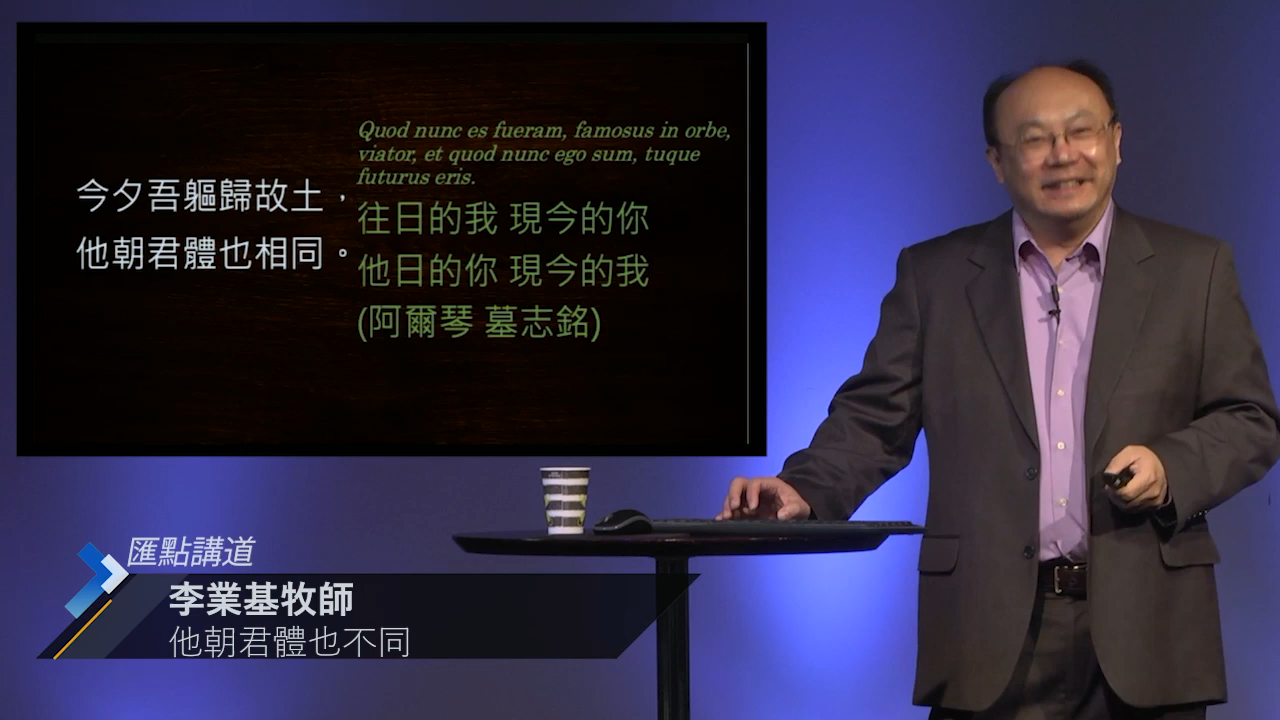 今夕吾軀歸故土，
他朝君體也相同。
Quod nunc es fueram, famosus in orbe,
viator, et quod nunc ego sum, tuque
futurus eris.
往日的我 現今的你
他日的你 現今的我
(阿爾琴 墓志銘)
匯點講道
李業基牧師
他朝君體也不同